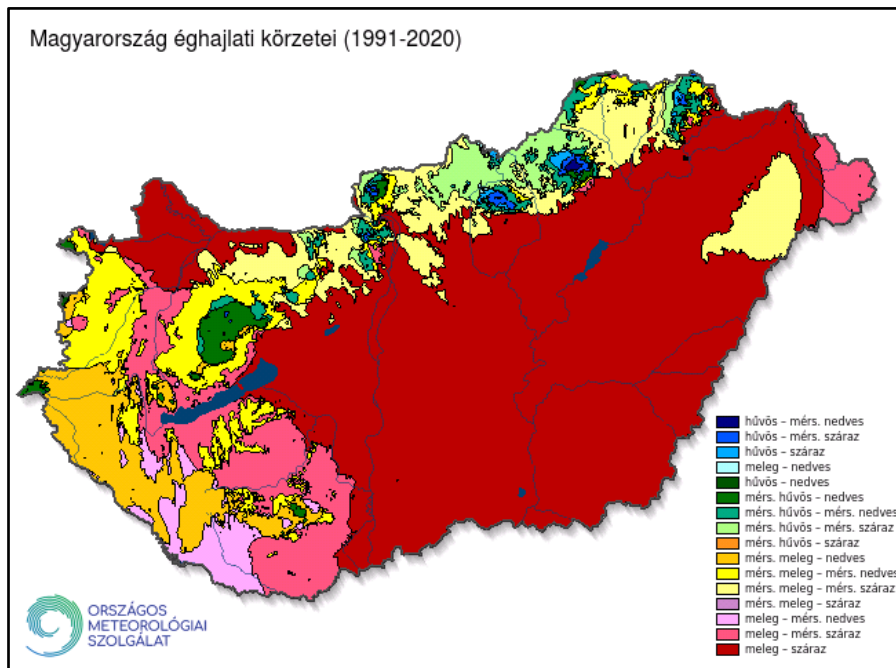 Magyarország éghajlati körzetei (1991-2020)
hűvös – mérs. nedves
hűvös – mérs. száraz
hűvös – száraz
meleg – nedves
hűvös – nedves
mérs. hűvös – nedves
mérs. hűvös – mérs. nedves
mérs. hűvös – mérs. száraz
mérs. hűvös – száraz
mérs. meleg – nedves
mérs. meleg – mérs. nedves
mérs. meleg – mérs. száraz
mérs. meleg – száraz
meleg – mérs. nedves
meleg – mérs. száraz
meleg – száraz
ORSZÁGOS
METEOROLÓGIAI
SZOLGÁLAT